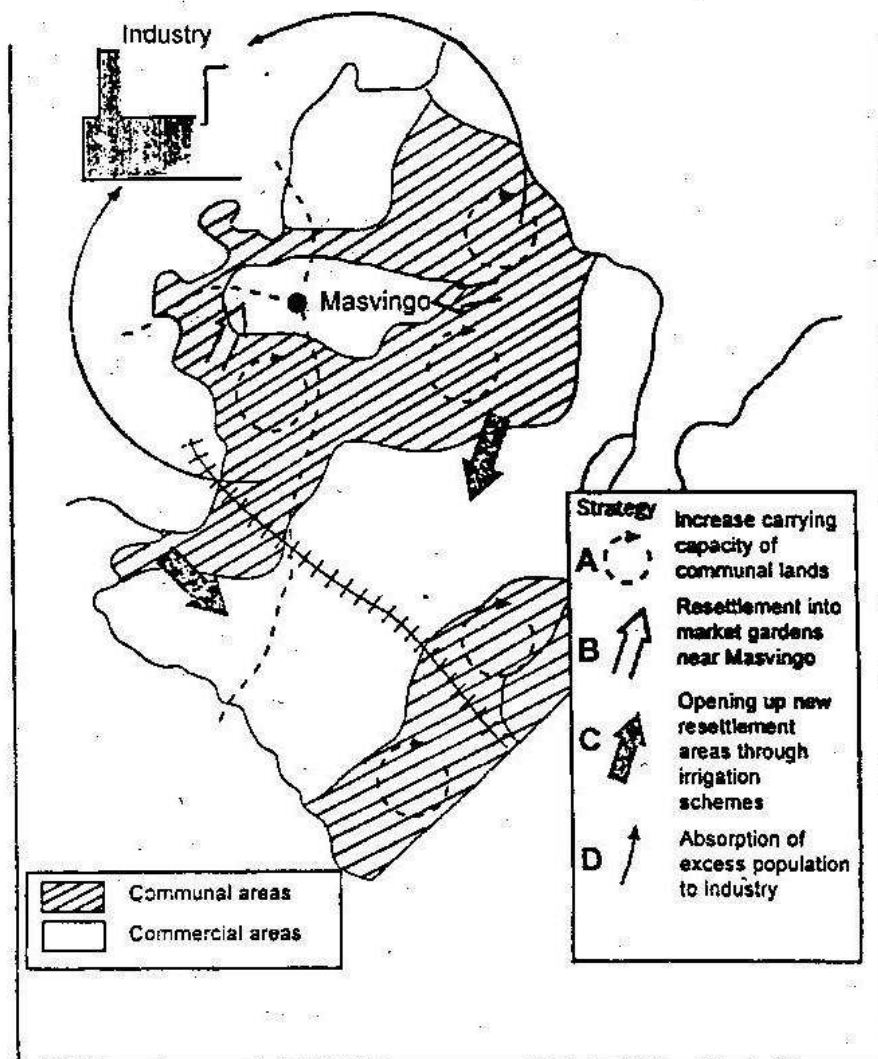 Industry
Masvingo
Strategy
A
Increase carrying
capacity of
communal lands
B
Resettlement into
market gardens
near Masvingo
C
Opening up new
resettlement
areas through
irrigation
schemes
D
Absorption of
excess population
to industry
Communal areas
Commercial areas